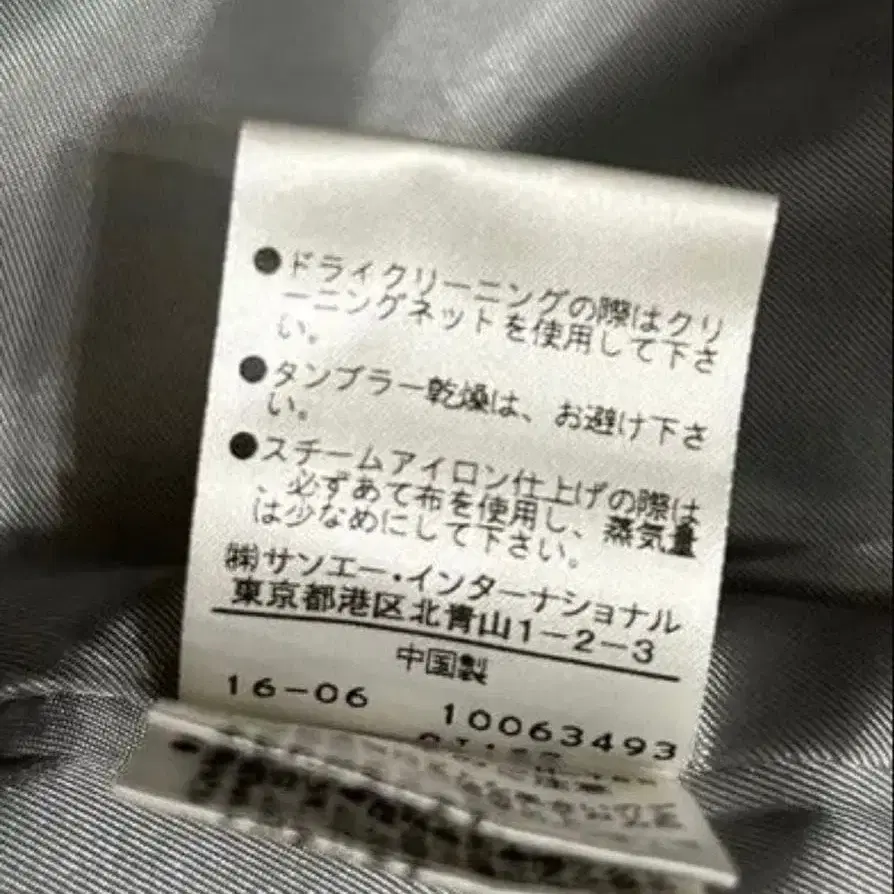 ●ドライクリーニングの際はクリ
ーニングネットを使用して下さ
い。
●タンブラー乾燥は、お避け下さ
い。
●スチームアイロン仕上げの際は
、必ずあて布を使用し、蒸気量
は少なめにして下さい。
㈱サンエー・インターナショナル
東京都港区北青山1-2-3
中国製
16-06 10063493